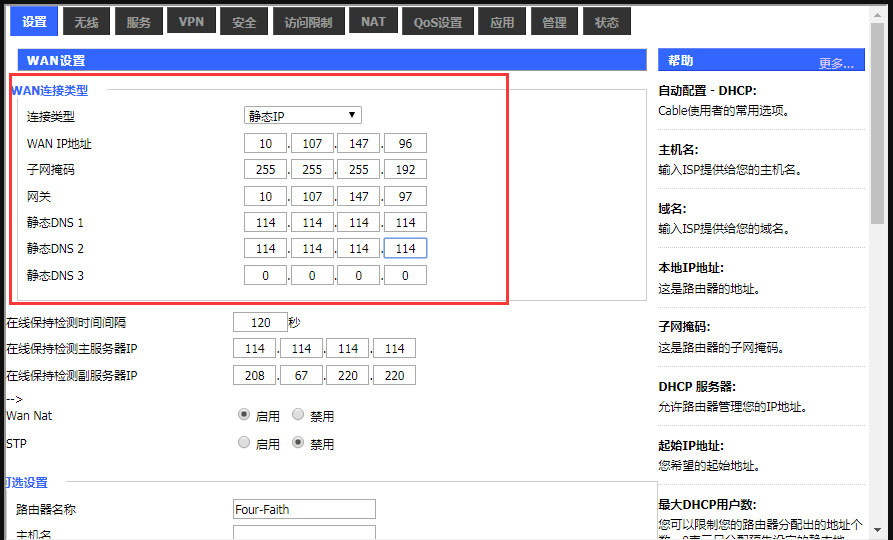 设置 无线 服务 VPN 安全 访问限制 NAT QoS设置 应用 管理 状态
WAN设置
WAN连接类型
连接类型 静态IP
WAN IP地址 10 . 107 . 147 . 96
子网掩码 255 . 255 . 255 . 192
网关 10 . 107 . 147 . 97
静态DNS 1 114 . 114 . 114 . 114
静态DNS 2 114 . 114 . 114 . 114
静态DNS 3 0 . 0 . 0 . 0
在线保持检测时间间隔 120 秒
在线保持检测主服务器IP 114 . 114 . 114 . 114
在线保持检测副服务器IP 208 . 67 . 220 . 220
-->
Wan Nat 启用 禁用
STP 启用 禁用
可选设置
路由器名称 Four-Faith
主机名
帮助 更多...
自动配置 - DHCP:
Cable使用者的常用选项。
主机名:
输入ISP提供给您的主机名。
域名:
输入ISP提供给您的域名。
本地IP地址:
这是路由器的地址。
子网掩码:
这是路由器的子网掩码。
DHCP 服务器:
允许路由器管理您的IP地址。
起始IP地址:
您希望的起始地址。
最大DHCP用户数:
您可以限制您的路由器分配出的地址个